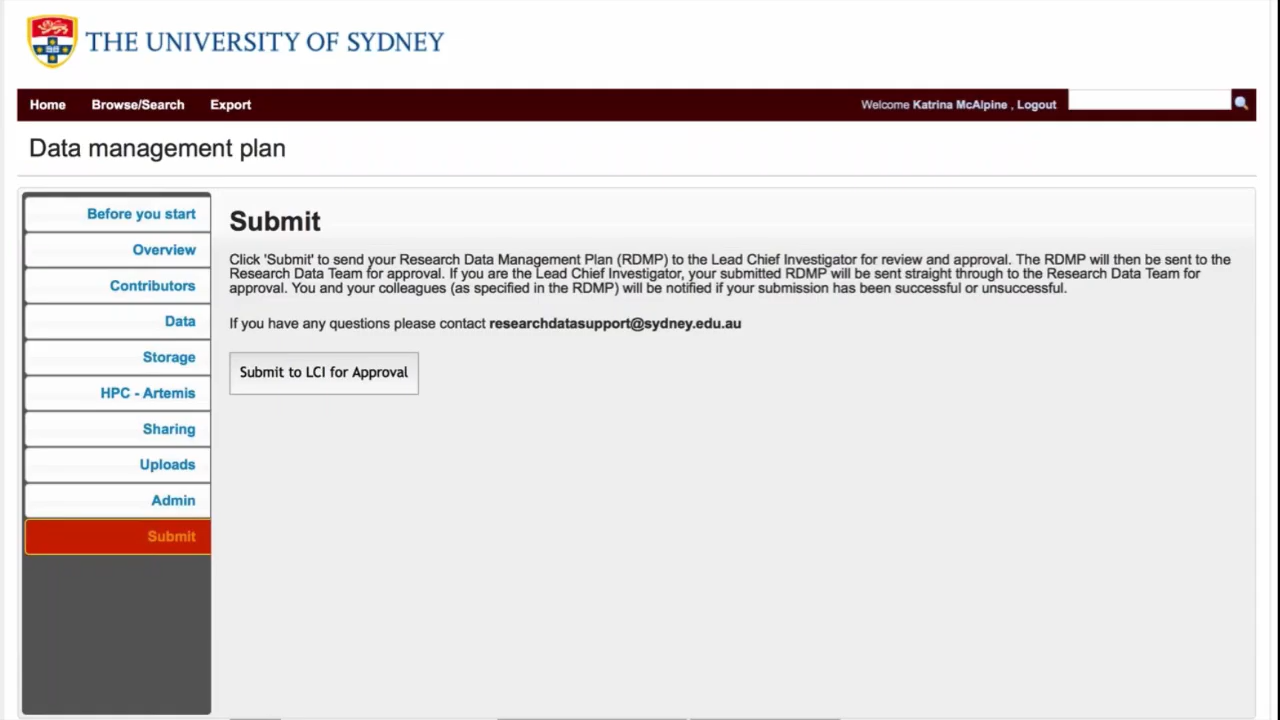 THE UNIVERSITY OF SYDNEY
Home Browse/Search Export Welcome Katrina McAlpine , Logout
Data management plan
Before you start
Overview
Contributors
Data
Storage
HPC - Artemis
Sharing
Uploads
Admin
Submit
Submit
Click 'Submit' to send your Research Data Management Plan (RDMP) to the Lead Chief Investigator for review and approval. The RDMP will then be sent to the
Research Data Team for approval. If you are the Lead Chief Investigator, your submitted RDMP will be sent straight through to the Research Data Team for
approval. You and your colleagues (as specified in the RDMP) will be notified if your submission has been successful or unsuccessful.
If you have any questions please contact researchdatasupport@sydney.edu.au
Submit to LCI for Approval